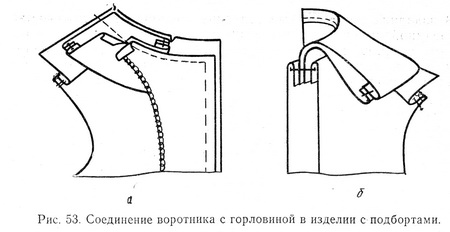 а
б
Рис. 53. Соединение воротника с горловиной в изделии с подбортами.